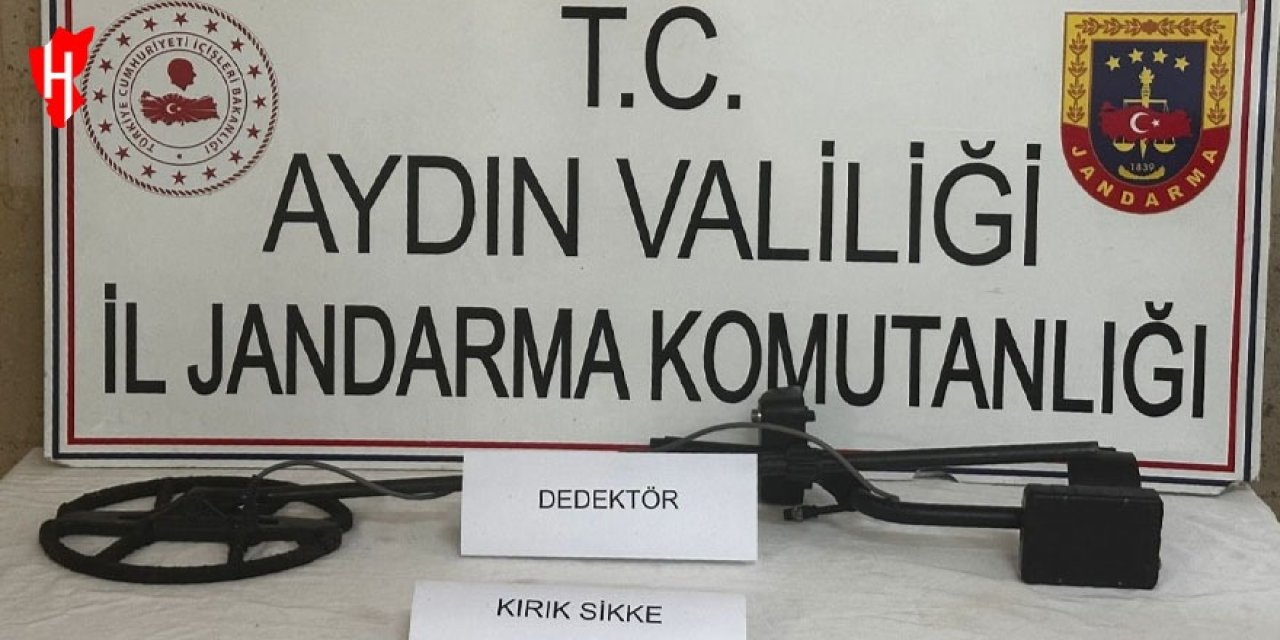 H
TÜRKİYE CUMHURİYETİ İÇİŞLERİ BAKANLIĞI
T.C.
AYDIN VALİLİĞİ
İL JANDARMA KOMUTANLIĞI
1839
JANDARMA
DEDEKTÖR
KIRIK SİKKE